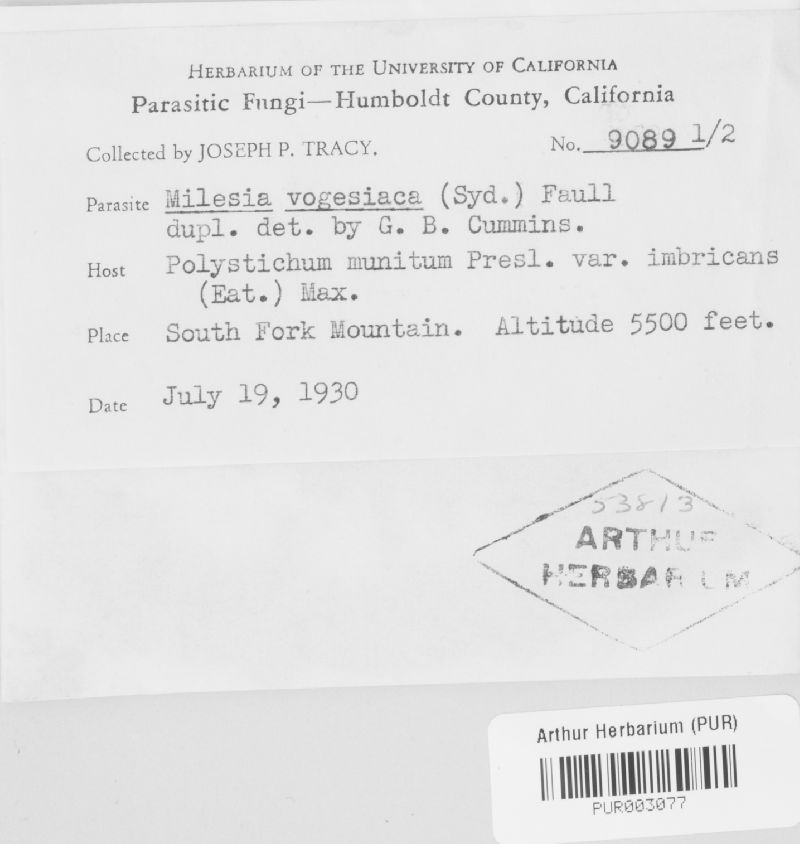 HERBARIUM OF THE UNIVERSITY OF CALIFORNIA
Parasitic Fungi—Humboldt County, California
Collected by JOSEPH P. TRACY. No. 9089 1/2
Parasite Milesia vogesiaca (Syd.) Faull
dupl. det. by G. B. Cummins.
Host Polystichum munitum Presl. var. imbricans
(Eat.) Max.
Place South Fork Mountain. Altitude 5500 feet.
Date July 19, 1930
53813
ARTHUR
HERBARIUM
Arthur Herbarium (PUR)
PUR003077